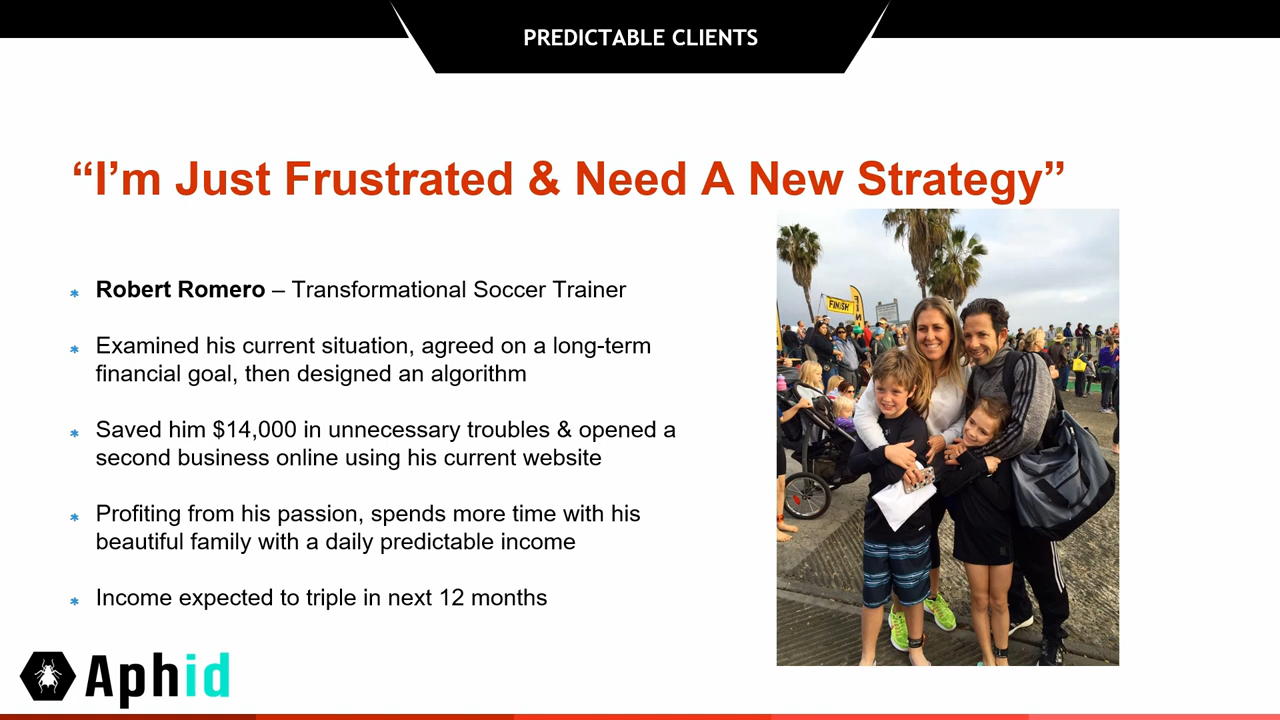 PREDICTABLE CLIENTS
“I’m Just Frustrated & Need A New Strategy”
Robert Romero – Transformational Soccer Trainer
Examined his current situation, agreed on a long-term
financial goal, then designed an algorithm
Saved him $14,000 in unnecessary troubles & opened a
second business online using his current website
Profiting from his passion, spends more time with his
beautiful family with a daily predictable income
Income expected to triple in next 12 months
FINISH
Aphid